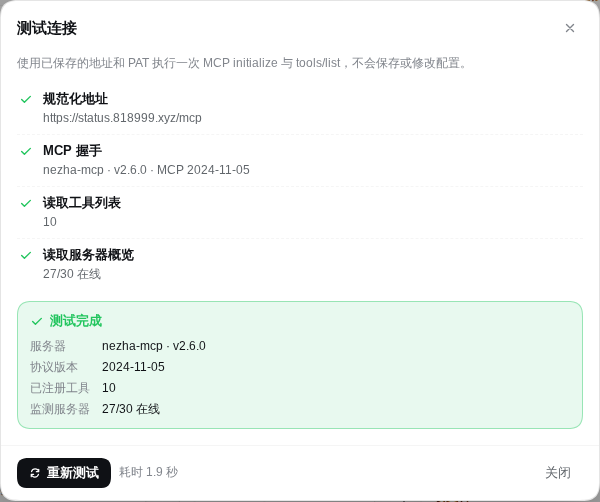 测试连接
使用已保存的地址和 PAT 执行一次 MCP initialize 与 tools/list，不会保存或修改配置。
规范化地址
https://status.818999.xyz/mcp
MCP 握手
nezha-mcp · v2.6.0 · MCP 2024-11-05
读取工具列表
10
读取服务器概览
27/30 在线
测试完成
服务器 nezha-mcp · v2.6.0
协议版本 2024-11-05
已注册工具 10
监测服务器 27/30 在线
重新测试 耗时 1.9 秒 关闭